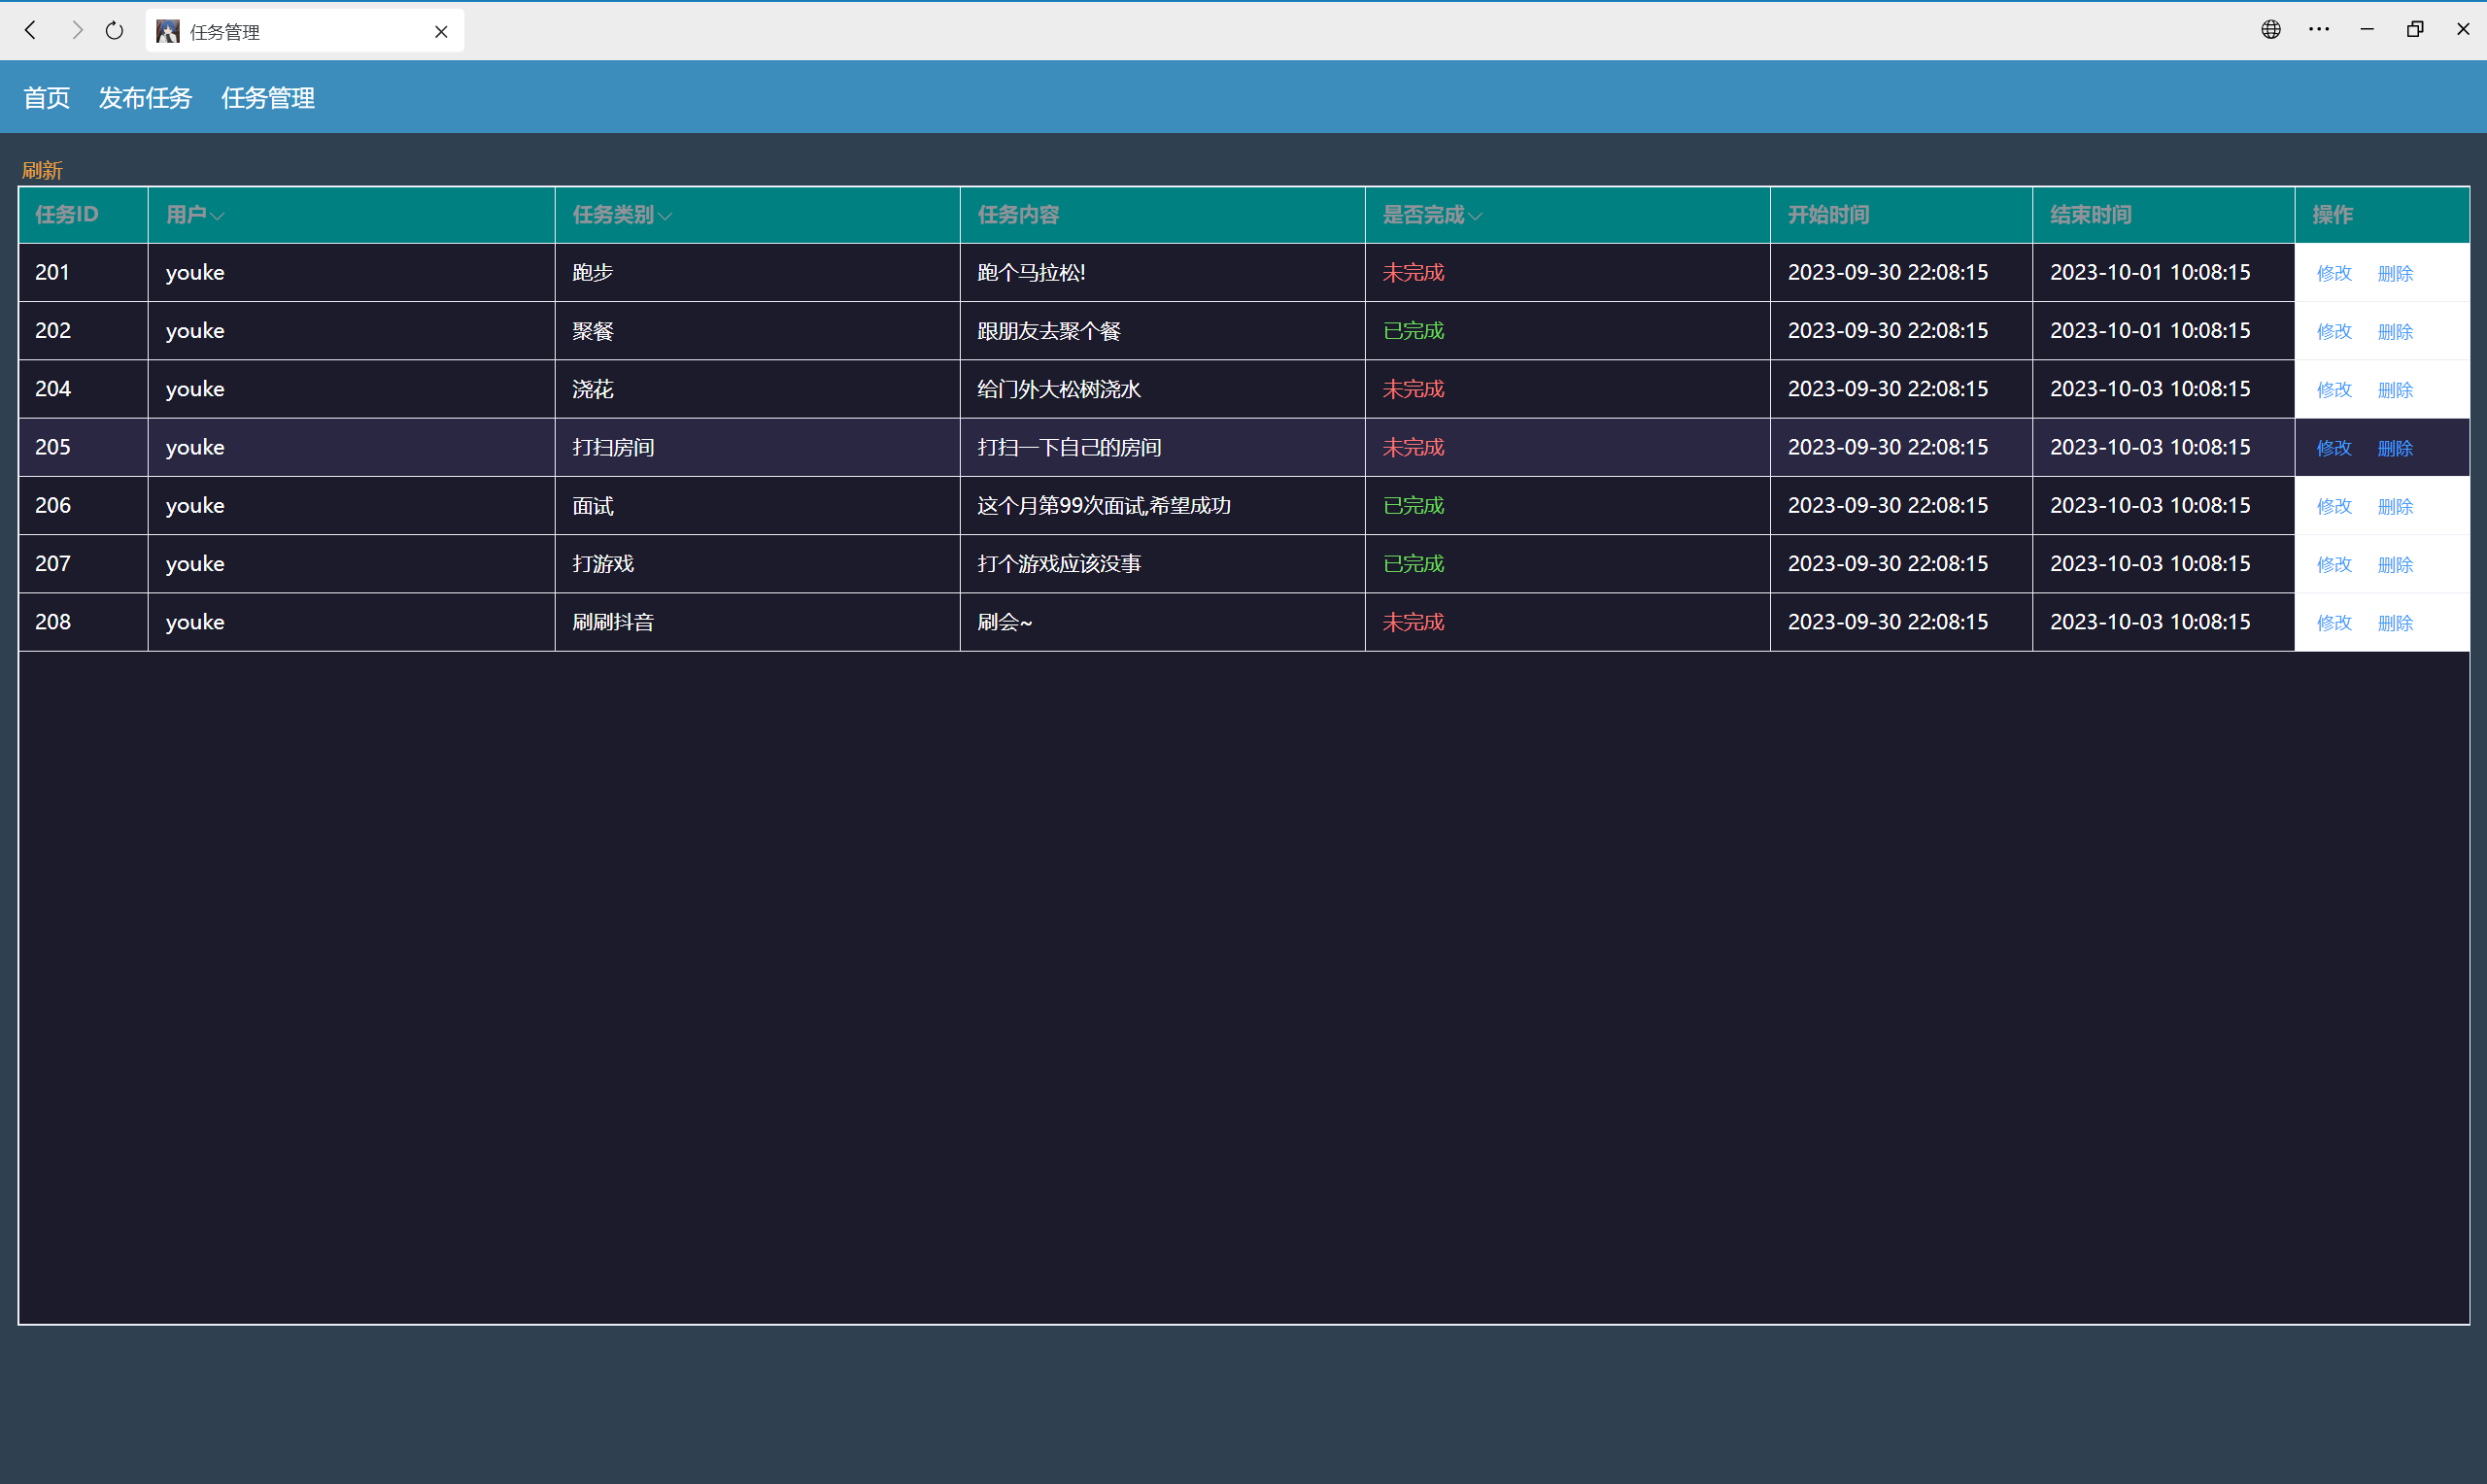 任务管理
首页 发布任务 任务管理
刷新
任务ID 用户 任务类别 任务内容 是否完成 开始时间 结束时间 操作
201 youke 跑步 跑个马拉松! 未完成 2023-09-30 22:08:15 2023-10-01 10:08:15 修改 删除
202 youke 聚餐 跟朋友去聚个餐 已完成 2023-09-30 22:08:15 2023-10-01 10:08:15 修改 删除
204 youke 浇花 给门外大松树浇水 未完成 2023-09-30 22:08:15 2023-10-03 10:08:15 修改 删除
205 youke 打扫房间 打扫一下自己的房间 未完成 2023-09-30 22:08:15 2023-10-03 10:08:15 修改 删除
206 youke 面试 这个月第99次面试,希望成功 已完成 2023-09-30 22:08:15 2023-10-03 10:08:15 修改 删除
207 youke 打游戏 打个游戏应该没事 已完成 2023-09-30 22:08:15 2023-10-03 10:08:15 修改 删除
208 youke 刷刷抖音 刷会~ 未完成 2023-09-30 22:08:15 2023-10-03 10:08:15 修改 删除